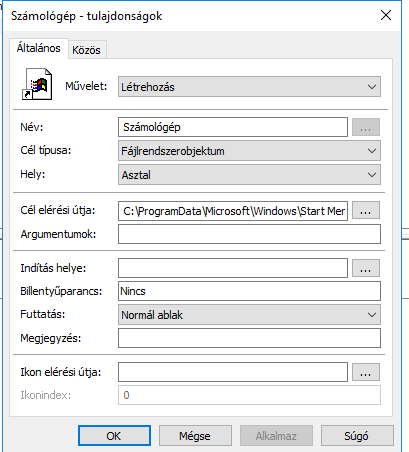 Számológép - tulajdonságok
Általános Közös
Művelet: Létrehozás
Név: Számológép ...
Cél típusa: Fájlrendszerobjektum
Hely: Asztal
Cél elérési útja: C:\ProgramData\Microsoft\Windows\Start Mer ...
Argumentumok:
Indítás helye: ...
Billentyűparancs: Nincs
Futtatás: Normál ablak
Megjegyzés:
Ikon elérési útja: ...
Ikonindex: 0
OK Mégse Alkalmaz Súgó